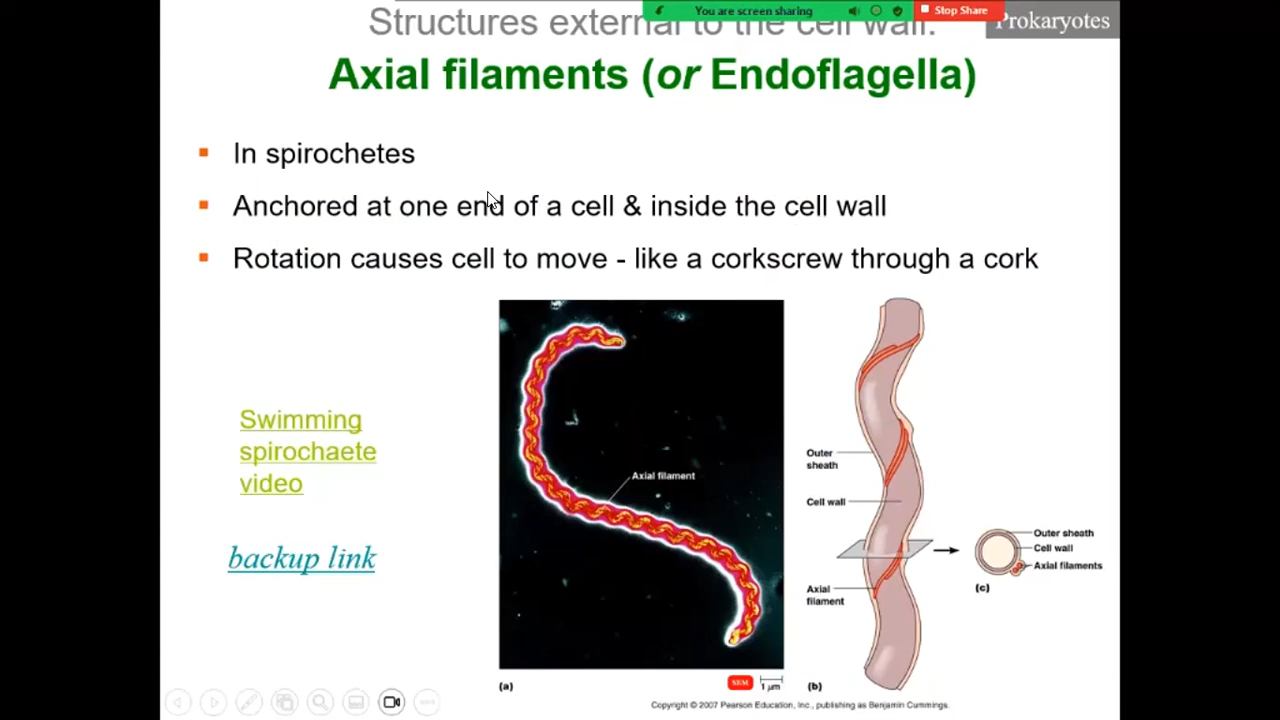 You are screen sharing
Stop Share
Structures external to the cell wall:
Prokaryotes
Axial filaments (or Endoflagella)
In spirochetes
Anchored at one end of a cell & inside the cell wall
Rotation causes cell to move - like a corkscrew through a cork
Swimming
spirochaete
video
backup link
Axial filament
(a)
SEM
1 μm
Outer
sheath
Cell wall
Axial
filament
(b)
Outer sheath
Cell wall
Axial filaments
(c)
Copyright © 2007 Pearson Education, Inc., publishing as Benjamin Cummings.